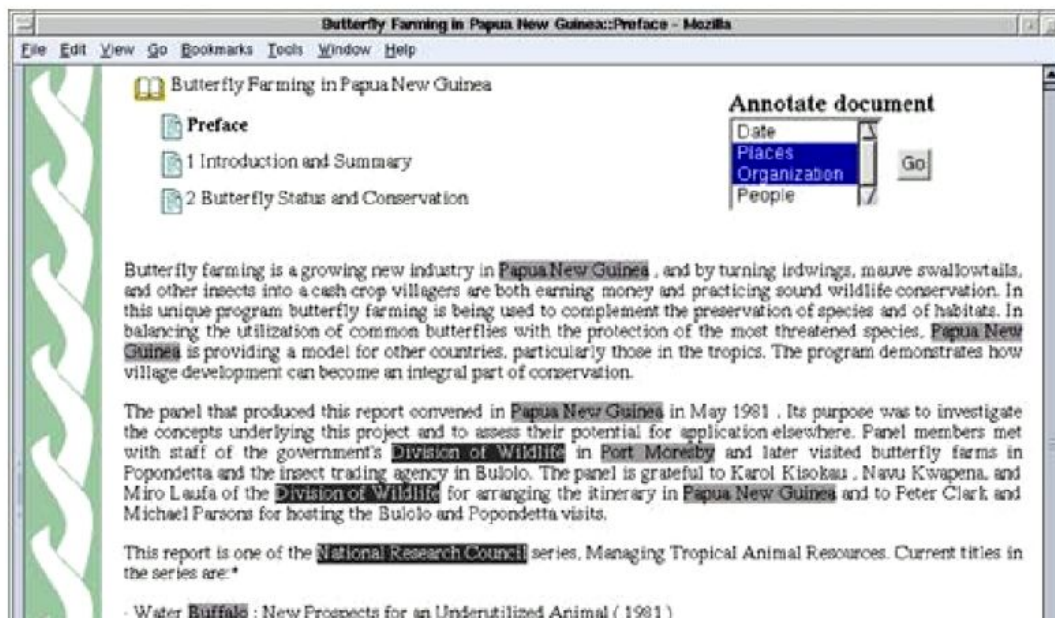 Butterfly Farming in Papua New Guinea::Preface - Mozilla
File Edit View Go Bookmarks Tools Window Help
Butterfly Farming in Papua New Guinea
Preface
1 Introduction and Summary
2 Butterfly Status and Conservation
Annotate document
Date
Places
Organization
People
Go
Butterfly farming is a growing new industry in Papua New Guinea , and by turning irdwings, mauve swallowtails,
and other insects into a cash crop villagers are both earning money and practicing sound wildlife conservation. In
this unique program butterfly farming is being used to complement the preservation of species and of habitats. In
balancing the utilization of common butterflies with the protection of the most threatened species, Papua New
Guinea is providing a model for other countries, particularly those in the tropics. The program demonstrates how
village development can become an integral part of conservation.
The panel that produced this report convened in Papua New Guinea in May 1981 . Its purpose was to investigate
the concepts underlying this project and to assess their potential for application elsewhere. Panel members met
with staff of the government's Division of Wildlife in Port Moresby and later visited butterfly farms in
Popondetta and the insect trading agency in Bulolo. The panel is grateful to Karol Kisokau , Navu Kwapena, and
Miro Laufa of the Division of Wildlife for arranging the itinerary in Papua New Guinea and to Peter Clark and
Michael Parsons for hosting the Bulolo and Popondetta visits.
This report is one of the National Research Council series, Managing Tropical Animal Resources. Current titles in
the series are:*
· Water Buffalo : New Prospects for an Underutilized Animal ( 1981 )